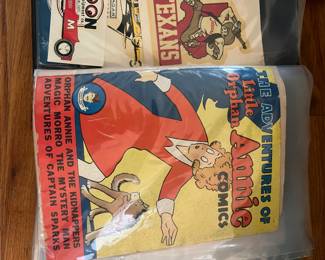 TEXANS
M
THE ADVENTURES OF
Little
Orphan
Annie
COMICS
ORPHAN ANNIE AND THE KIDNAPPERS
MAGIC MORRO THE MYSTERY MAN
ADVENTURES OF CAPTAIN SPARKS